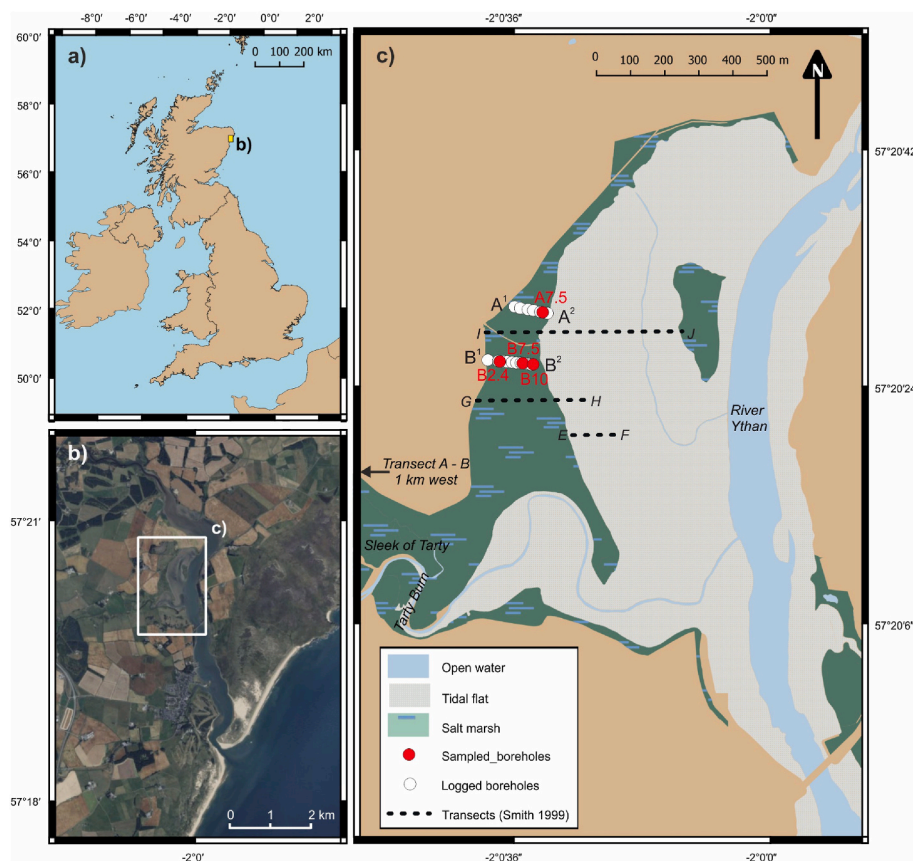 -8°0' -6°0' -4°0' -2°0' 0°0' 2°0'
60°0'
58°0'
56°0'
54°0'
52°0'
50°0'
a)
0 100 200 km
b)
b)
c)
57°21'
57°18'
0 1 2 km
-2°0'
-2°0'36" -2°0'0"
c)
0 100 200 300 400 500 m
N
57°20'42"
57°20'24"
57°20'6"
A1 A7.5 A2
I J
B1 B7.5 B2
B2.4 B10
G H
E F
River
Ythan
Transect A - B
1 km west
Sleek of Tarty
Tarty Burn
Open water
Tidal flat
Salt marsh
Sampled_boreholes
Logged boreholes
Transects (Smith 1999)
-2°0'36" -2°0'0"